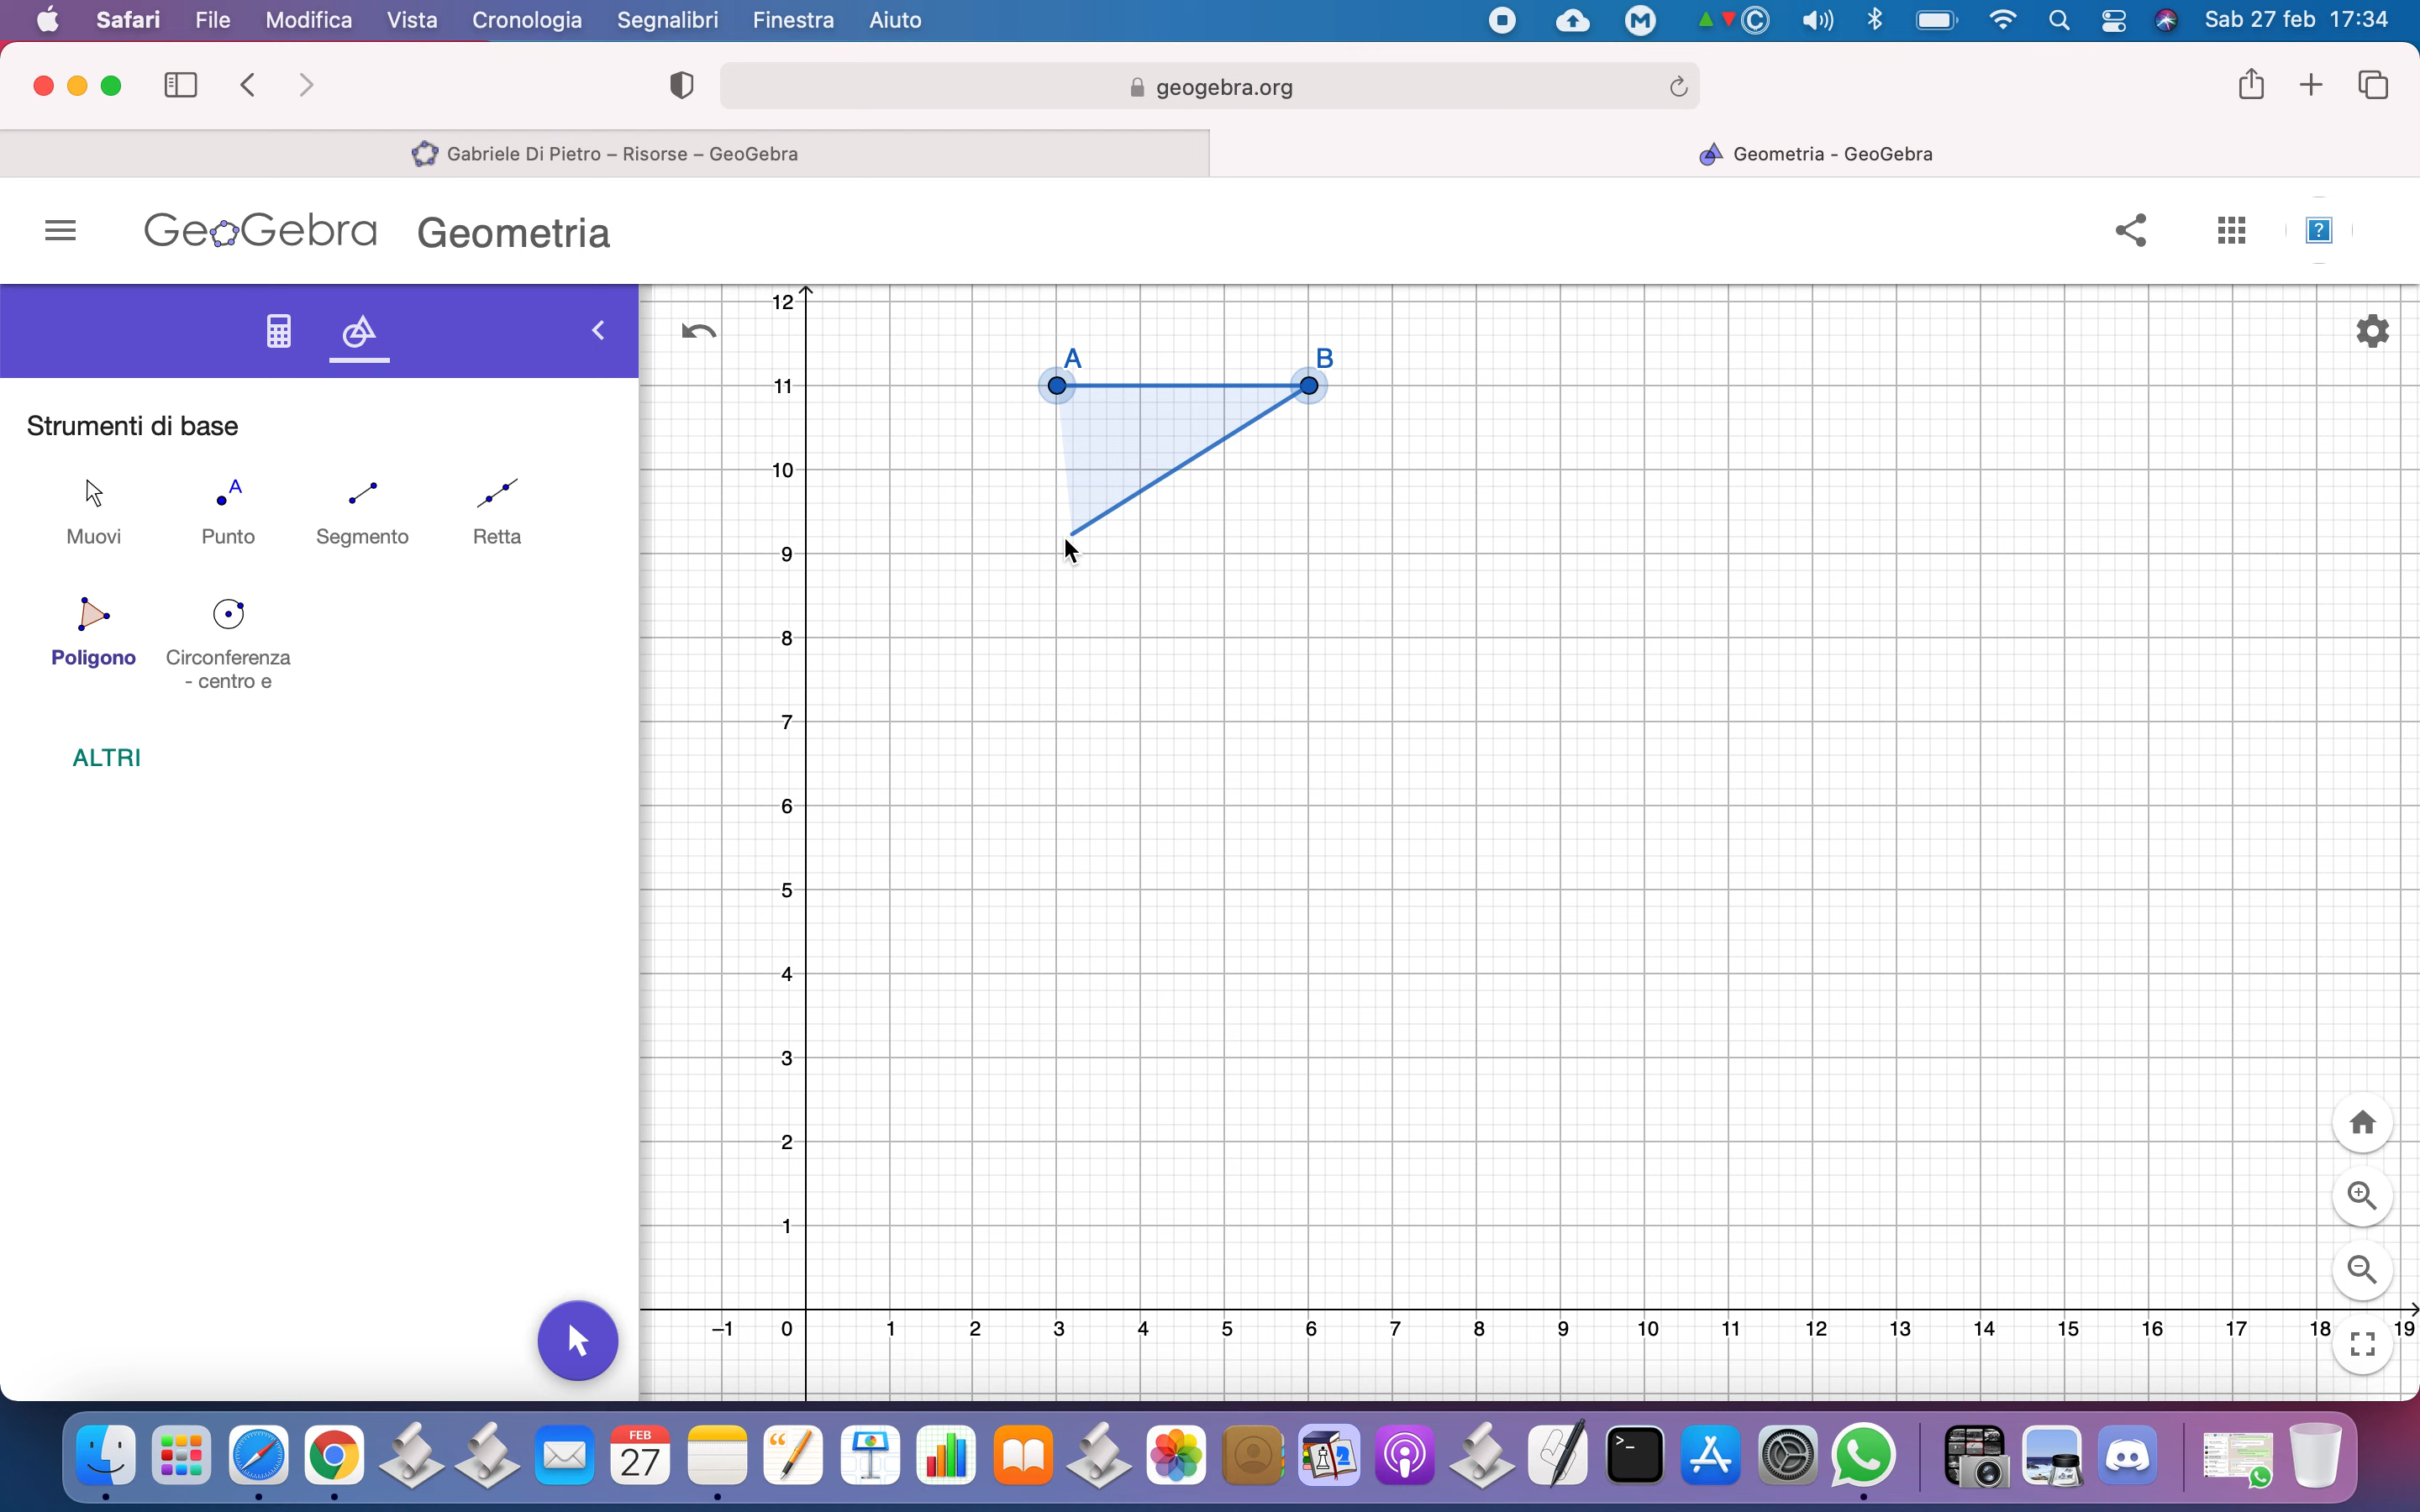 Safari File Modifica Vista Cronologia Segnalibri Finestra Aiuto Sab 27 feb 17:34
geogebra.org
Gabriele Di Pietro – Risorse – GeoGebra
Geometria - GeoGebra
GeoGebra Geometria
Strumenti di base
Muovi Punto Segmento Retta
Poligono Circonferenza
- centro e
ALTRI
A B
12
11
10
9
8
7
6
5
4
3
2
1
–1 0 1 2 3 4 5 6 7 8 9 10 11 12 13 14 15 16 17 18 19
FEB
27